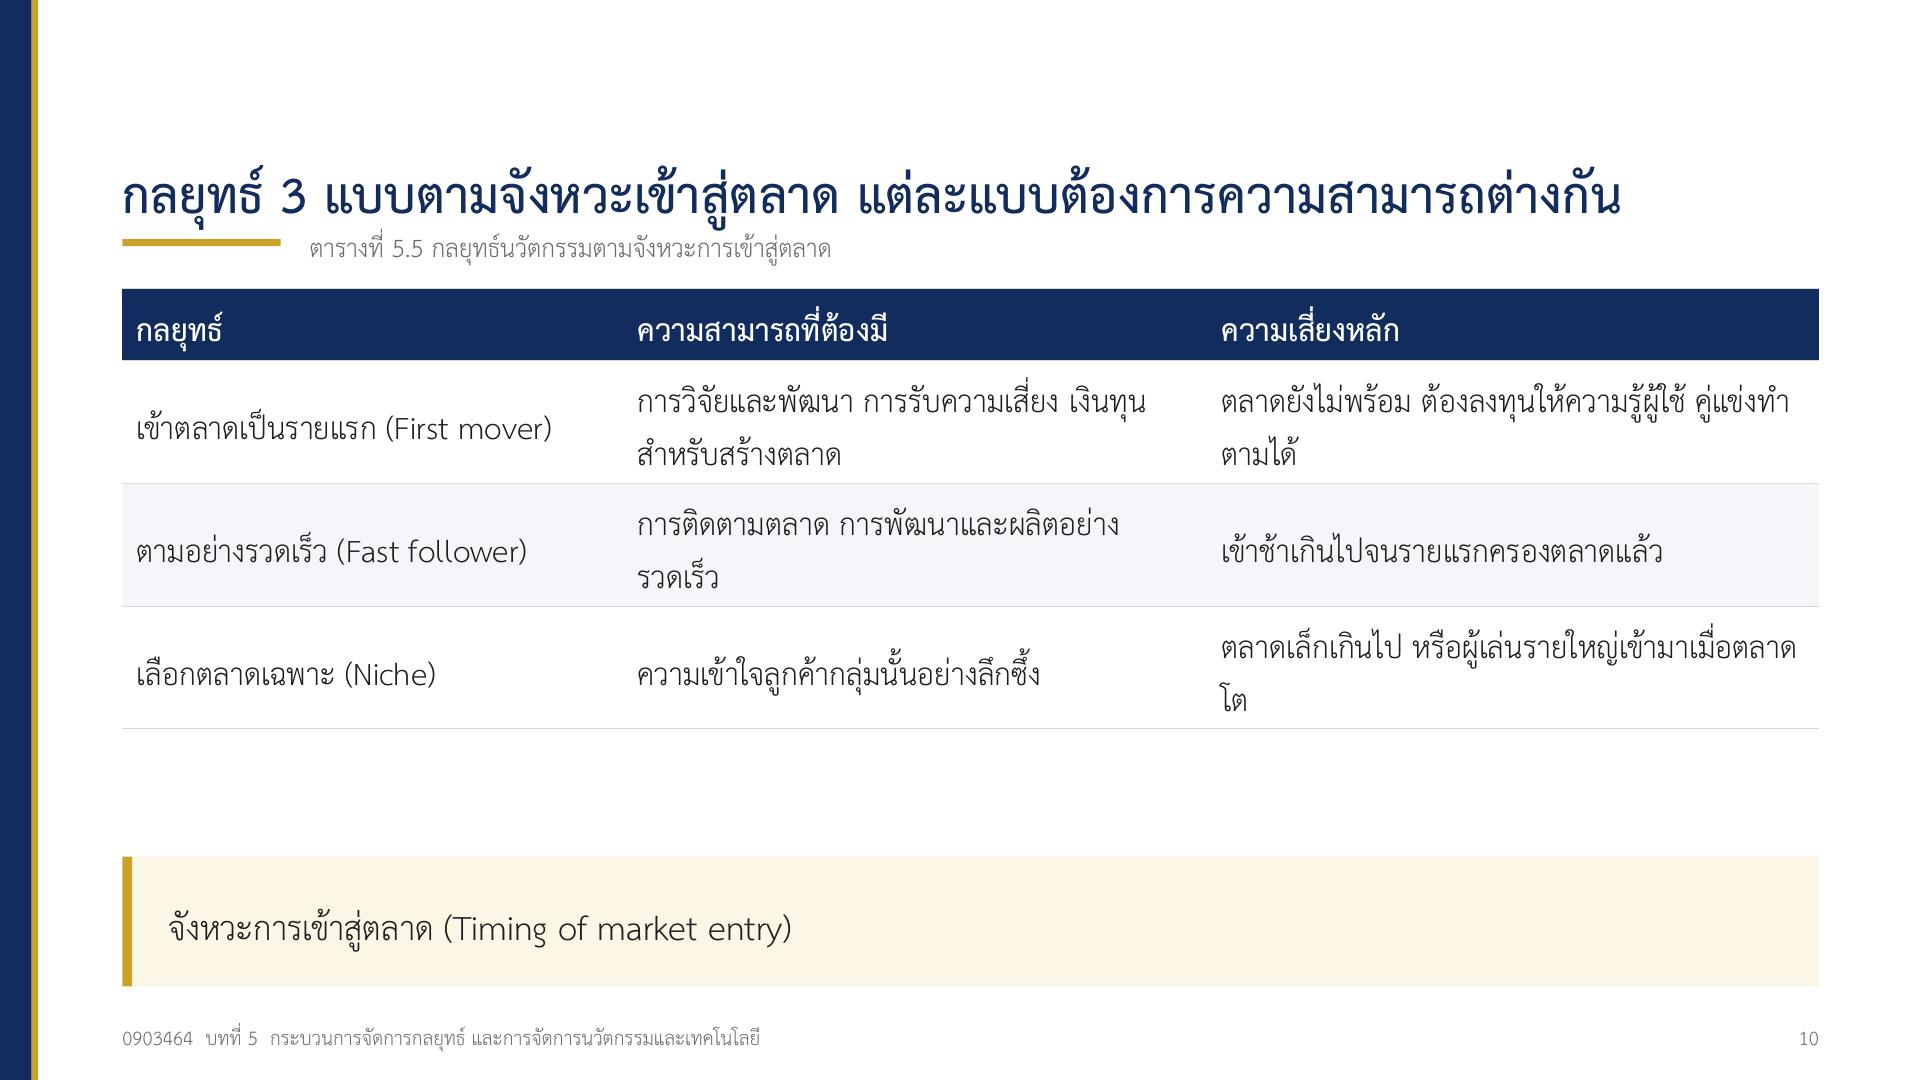 กลยุทธ์ 3 แบบตามจังหวะเข้าสู่ตลาด แต่ละแบบต้องการความสามารถต่างกัน
ตารางที่ 5.5 กลยุทธ์นวัตกรรมตามจังหวะการเข้าสู่ตลาด
กลยุทธ์ ความสามารถที่ต้องมี ความเสี่ยงหลัก
เข้าตลาดเป็นรายแรก (First mover)
การวิจัยและพัฒนา การรับความเสี่ยง เงินทุน
สำหรับสร้างตลาด
ตลาดยังไม่พร้อม ต้องลงทุนให้ความรู้ผู้ใช้ คู่แข่งทำ
ตามได้
ตามอย่างรวดเร็ว (Fast follower)
การติดตามตลาด การพัฒนาและผลิตอย่าง
รวดเร็ว
เข้าช้าเกินไปจนรายแรกครองตลาดแล้ว
เลือกตลาดเฉพาะ (Niche)
ความเข้าใจลูกค้ากลุ่มนั้นอย่างลึกซึ้ง
ตลาดเล็กเกินไป หรือผู้เล่นรายใหญ่เข้ามาเมื่อตลาด
โต
จังหวะการเข้าสู่ตลาด (Timing of market entry)
0903464 บทที่ 5 กระบวนการจัดการกลยุทธ์ และการจัดการนวัตกรรมและเทคโนโลยี 10